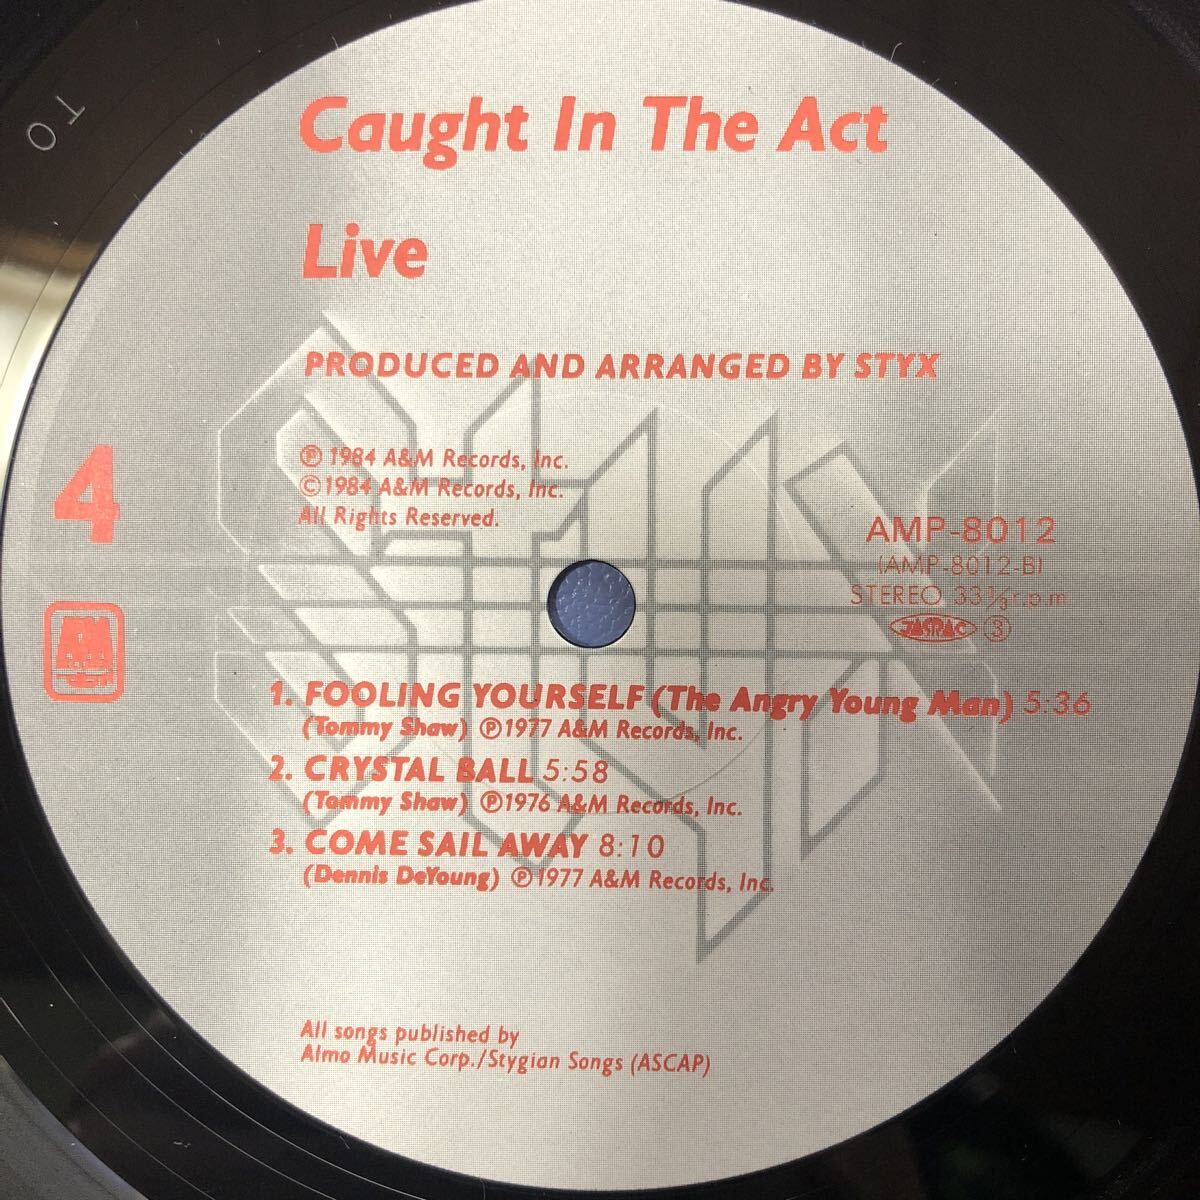 Caught In The Act
Live
PRODUCED AND ARRANGED BY STYX
℗ 1984 A&M Records, Inc.
© 1984 A&M Records, Inc.
All Rights Reserved.
4
A&M
AMP-8012
(AMP-8012-B)
STEREO 33⅓ r.p.m.
JASRAC ③
1. FOOLING YOURSELF (The Angry Young Man) 5:36
(Tommy Shaw) ℗1977 A&M Records, Inc.
2. CRYSTAL BALL 5:58
(Tommy Shaw) ℗1976 A&M Records, Inc.
3. COME SAIL AWAY 8:10
(Dennis DeYoung) ℗1977 A&M Records, Inc.
All songs published by
Almo Music Corp./Stygian Songs (ASCAP)
STYX
T O